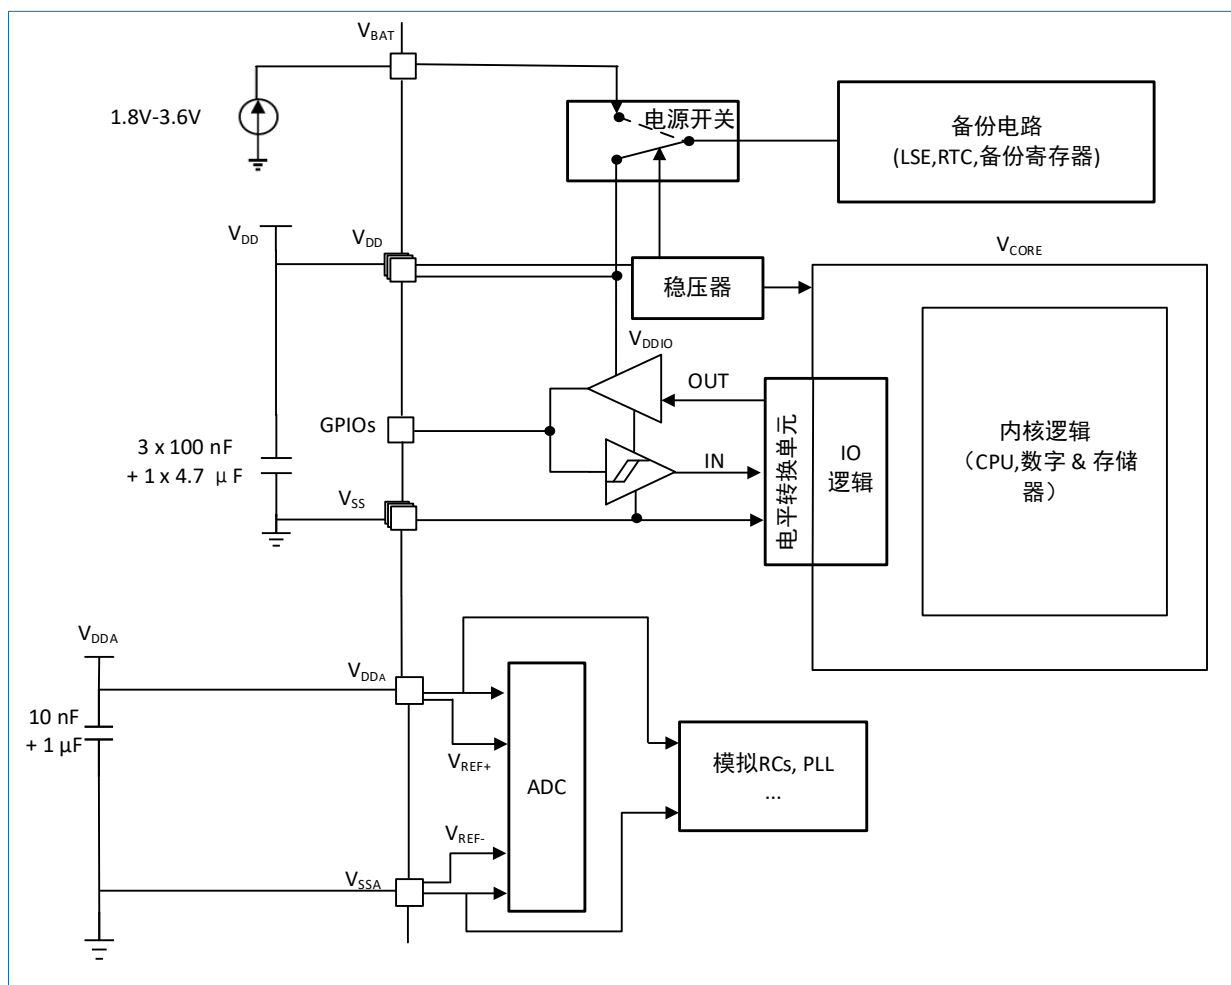 VBAT
1.8V-3.6V
电源开关
备份电路
(LSE,RTC,备份寄存器)
VDD
VDD
稳压器
VCORE
VDDIO
OUT
GPIOs
3 x 100 nF
+ 1 x 4.7 μF
IN
电平转换单元
IO
逻辑
内核逻辑
（CPU,数字 & 存储
器）
VSS
VDDA
VDDA
10 nF
+ 1 μF
VREF+
ADC
模拟RCs, PLL
...
VREF-
VSSA